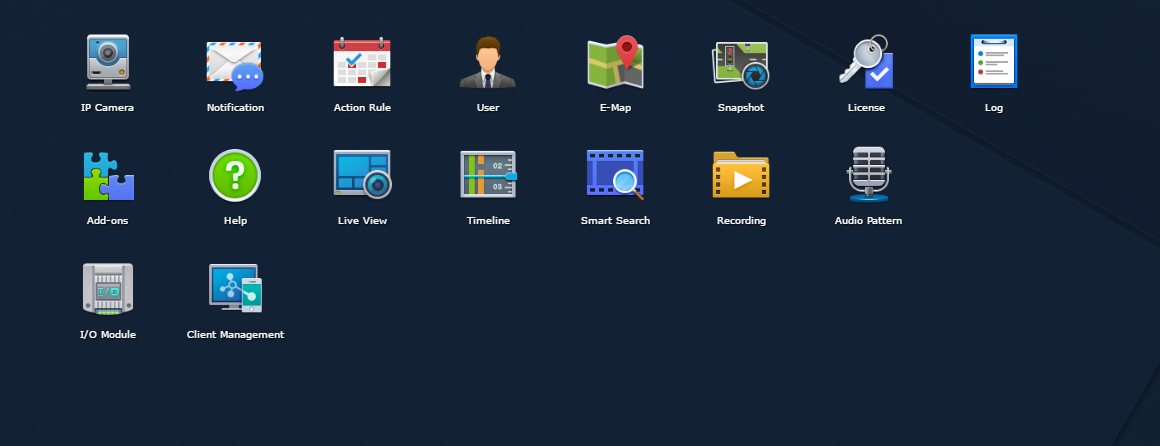 IP Camera
Notification
Action Rule
User
E-Map
Snapshot
License
Log
Add-ons
Help
Live View
02
03
Timeline
Smart Search
Recording
Audio Pattern
I/O
I/O Module
Client Management